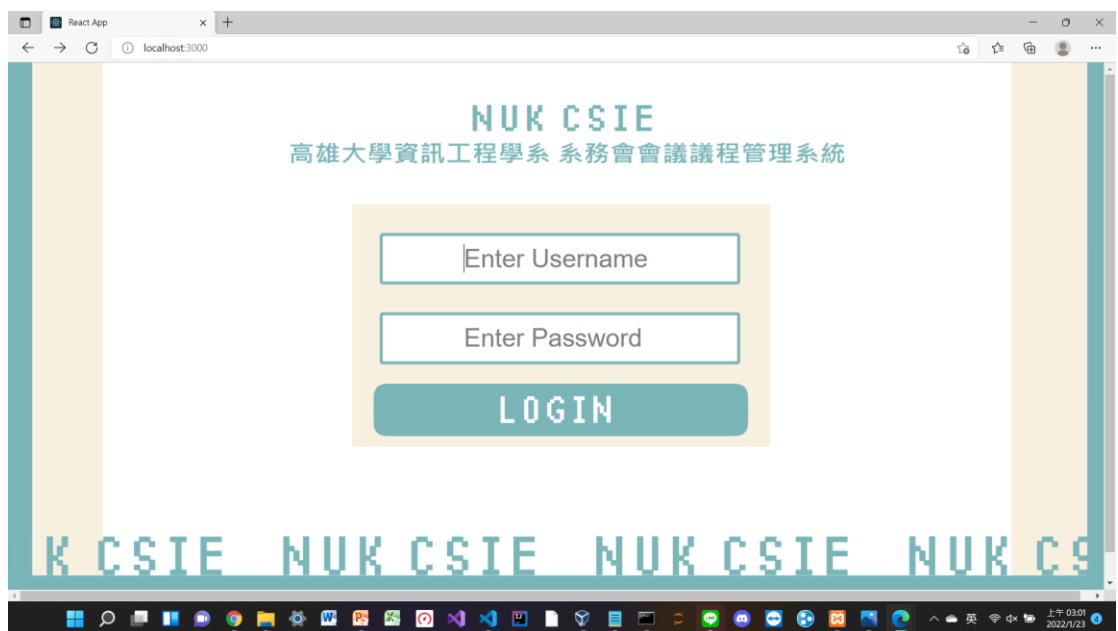 React App
localhost:3000
NUK CSIE
高雄大學資訊工程學系 系務會會議議程管理系統
Enter Username
Enter Password
LOGIN
K CSIE NUK CSIE NUK CSIE NUK CS
英
上午 03:01
2022/1/23